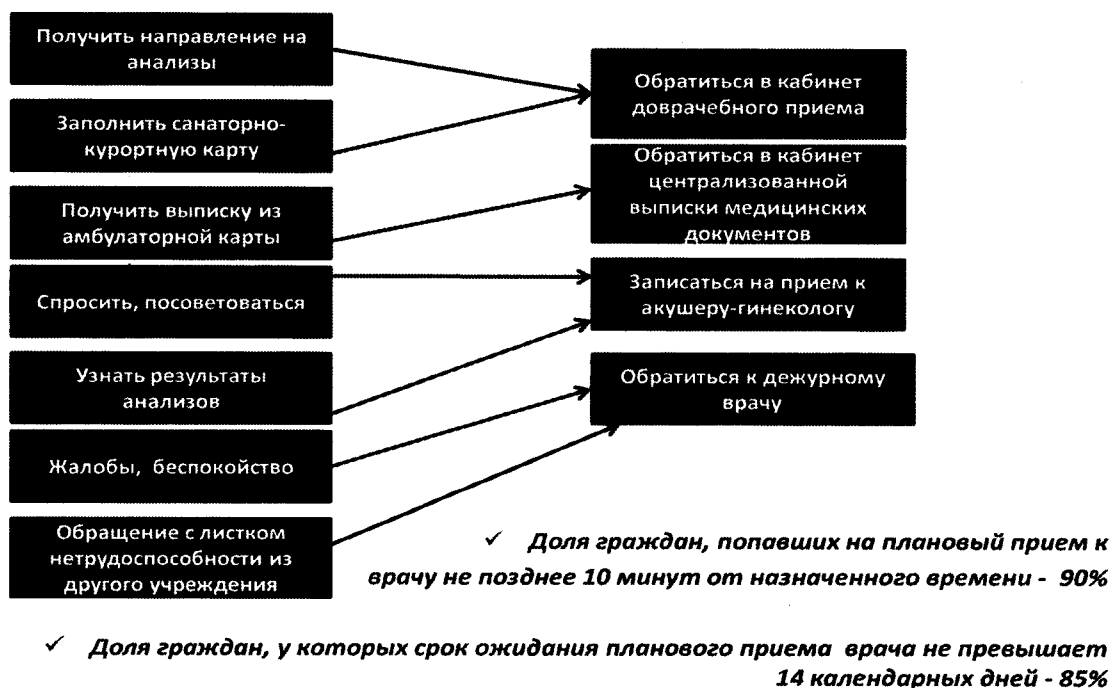 Получить направление на
анализы
Заполнить санаторно-
курортную карту
Получить выписку из
амбулаторной карты
Спросить, посоветоваться
Узнать результаты
анализов
Жалобы, беспокойство
Обращение с листком
нетрудоспособности из
другого учреждения
Обратиться в кабинет
доврачебного приема
Обратиться в кабинет
централизованной
выписки медицинских
документов
Записаться на прием к
акушеру-гинекологу
Обратиться к дежурному
врачу
✓ Доля граждан, попавших на плановый прием к
врачу не позднее 10 минут от назначенного времени - 90%
✓ Доля граждан, у которых срок ожидания планового приема врача не превышает
14 календарных дней - 85%